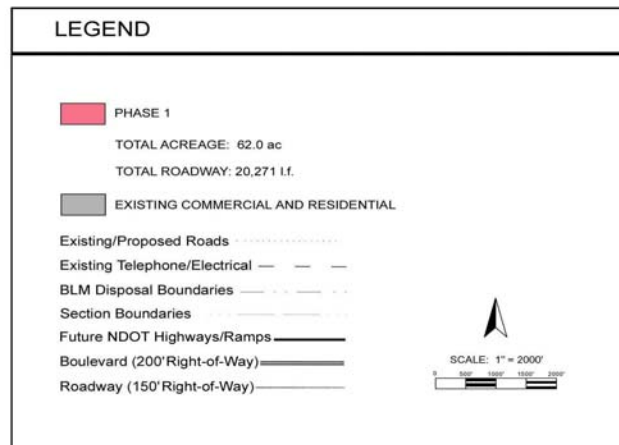 LEGEND
PHASE 1
TOTAL ACREAGE: 62.0 ac
TOTAL ROADWAY: 20,271 l.f.
EXISTING COMMERCIAL AND RESIDENTIAL
Existing/Proposed Roads
Existing Telephone/Electrical
BLM Disposal Boundaries
Section Boundaries
Future NDOT Highways/Ramps
Boulevard (200'Right-of-Way)
Roadway (150'Right-of-Way)
SCALE: 1" = 2000'
0 500' 1000' 1500' 2000'